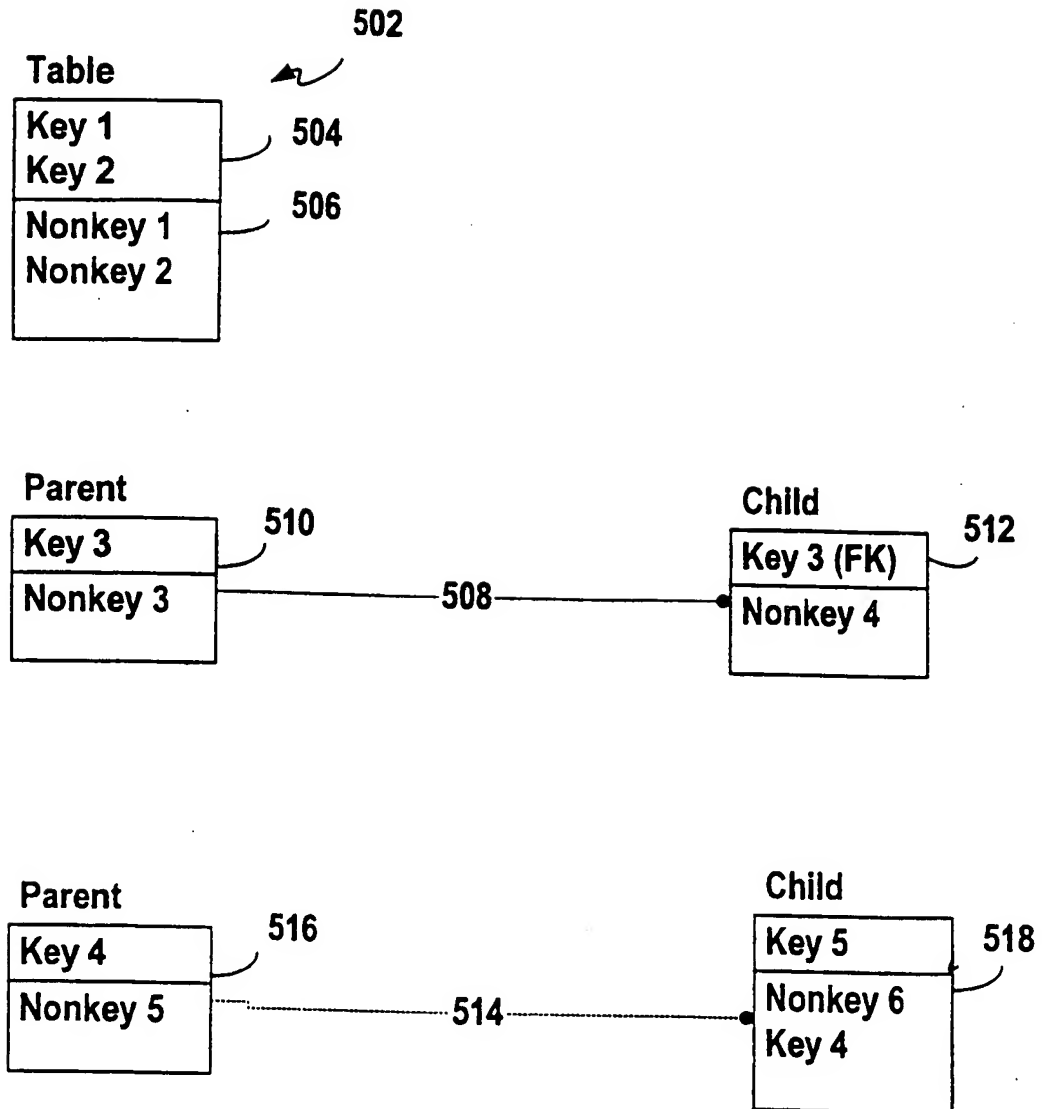 502
Table
Key 1
Key 2
504
Nonkey 1
506
Nonkey 2
Parent
Key 3
510
Nonkey 3
508
Child
Key 3 (FK)
512
Nonkey 4
Parent
Key 4
516
Nonkey 5
514
Child
Key 5
518
Nonkey 6
Key 4